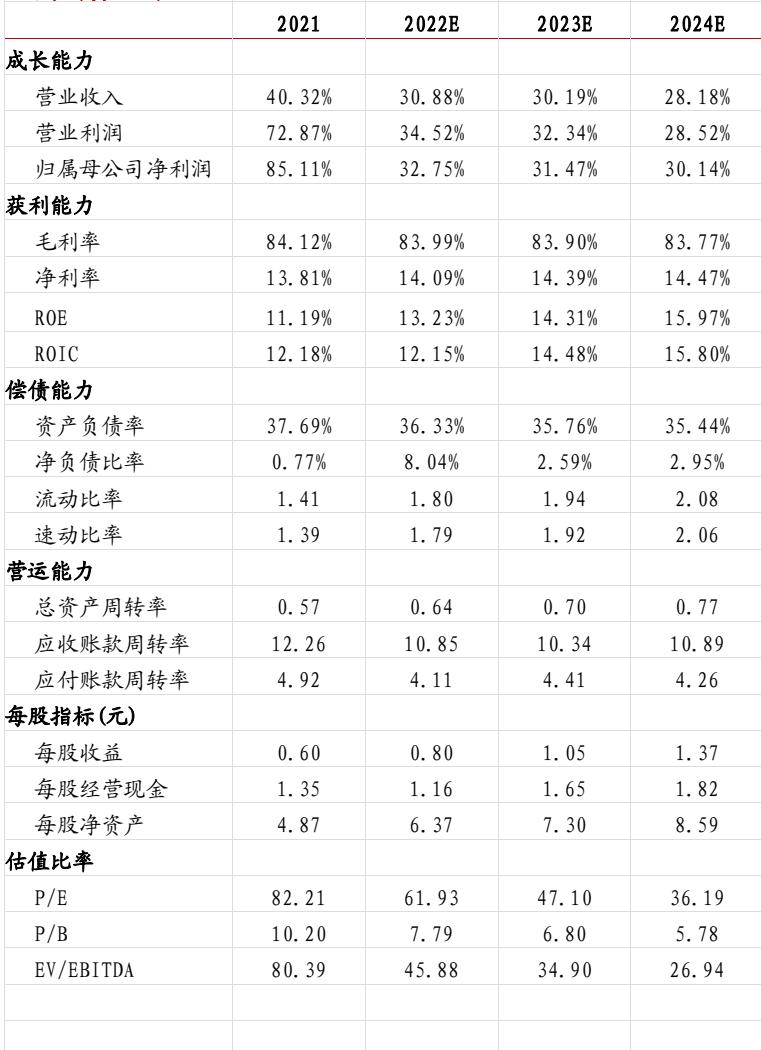 2021 2022E 2023E 2024E
成长能力
营业收入 40.32% 30.88% 30.19% 28.18%
营业利润 72.87% 34.52% 32.34% 28.52%
归属母公司净利润 85.11% 32.75% 31.47% 30.14%
获利能力
毛利率 84.12% 83.99% 83.90% 83.77%
净利率 13.81% 14.09% 14.39% 14.47%
ROE 11.19% 13.23% 14.31% 15.97%
ROIC 12.18% 12.15% 14.48% 15.80%
偿债能力
资产负债率 37.69% 36.33% 35.76% 35.44%
净负债比率 0.77% 8.04% 2.59% 2.95%
流动比率 1.41 1.80 1.94 2.08
速动比率 1.39 1.79 1.92 2.06
营运能力
总资产周转率 0.57 0.64 0.70 0.77
应收账款周转率 12.26 10.85 10.34 10.89
应付账款周转率 4.92 4.11 4.41 4.26
每股指标(元)
每股收益 0.60 0.80 1.05 1.37
每股经营现金 1.35 1.16 1.65 1.82
每股净资产 4.87 6.37 7.30 8.59
估值比率
P/E 82.21 61.93 47.10 36.19
P/B 10.20 7.79 6.80 5.78
EV/EBITDA 80.39 45.88 34.90 26.94